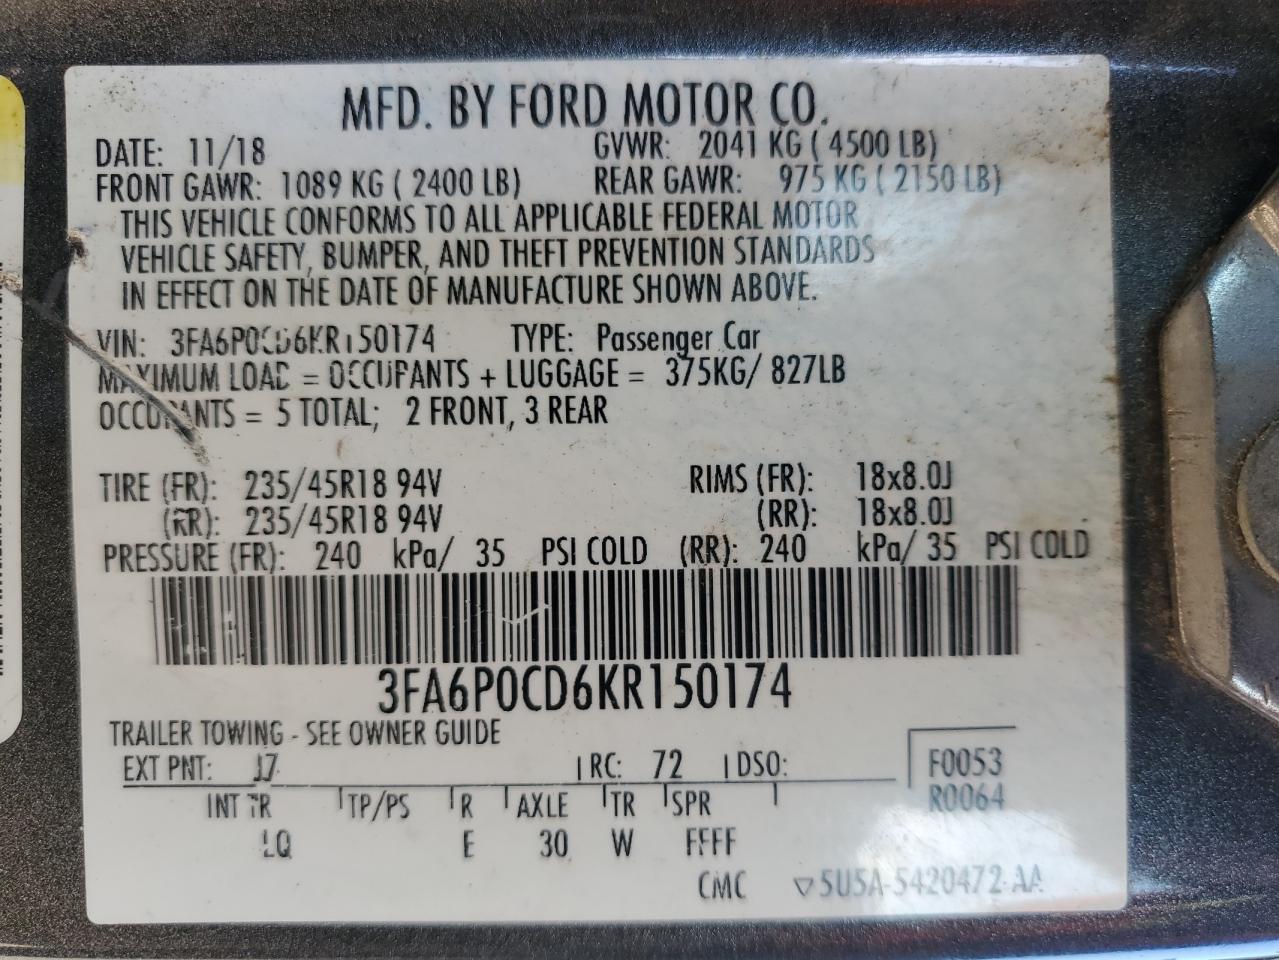 MFD. BY FORD MOTOR CO.
DATE: 11/18 GVWR: 2041 KG ( 4500 LB)
FRONT GAWR: 1089 KG ( 2400 LB) REAR GAWR: 975 KG ( 2150 LB)
THIS VEHICLE CONFORMS TO ALL APPLICABLE FEDERAL MOTOR
VEHICLE SAFETY, BUMPER, AND THEFT PREVENTION STANDARDS
IN EFFECT ON THE DATE OF MANUFACTURE SHOWN ABOVE.
VIN: 3FA6P0CD6KR150174 TYPE: Passenger Car
MAXIMUM LOAD = OCCUPANTS + LUGGAGE = 375KG/ 827LB
OCCUPANTS = 5 TOTAL; 2 FRONT, 3 REAR
TIRE (FR): 235/45R18 94V RIMS (FR): 18x8.0J
(RR): 235/45R18 94V (RR): 18x8.0J
PRESSURE (FR): 240 kPa/ 35 PSI COLD (RR): 240 kPa/ 35 PSI COLD
3FA6P0CD6KR150174
TRAILER TOWING - SEE OWNER GUIDE
EXT PNT: J7 RC: 72 DSO: F0053
INT TR TP/PS R AXLE TR SPR R0064
LQ E 30 W FFFF
CMC ▽5U5A-5420472-AA